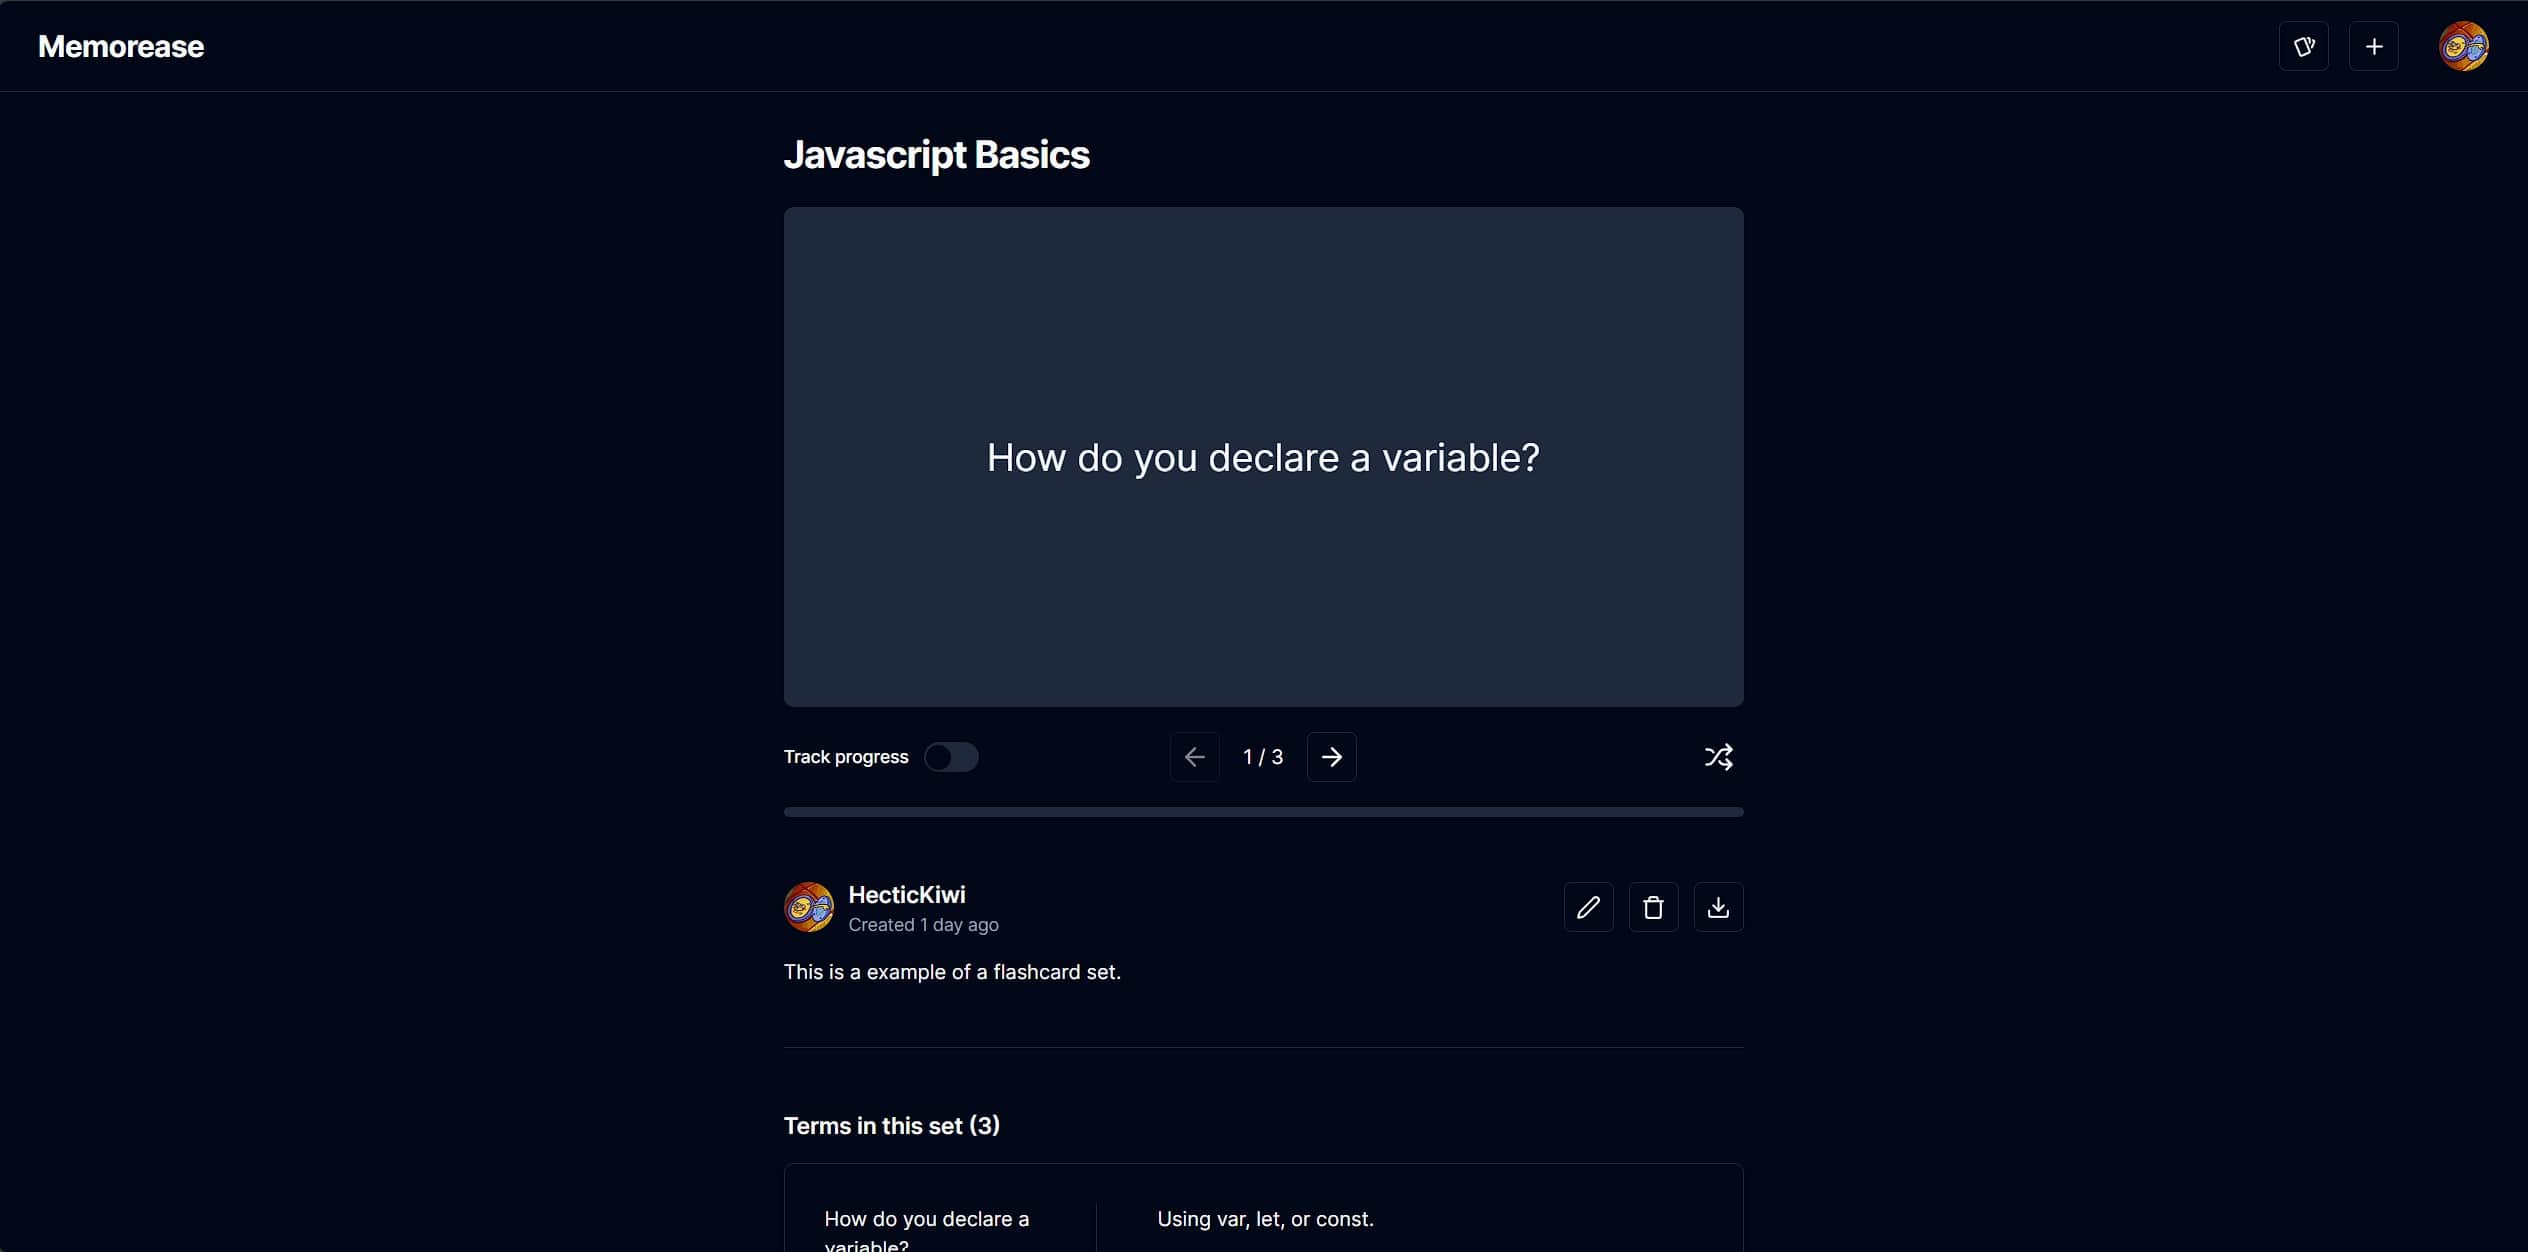 Memorease
Javascript Basics
How do you declare a variable?
Track progress
1 / 3
HecticKiwi
Created 1 day ago
This is a example of a flashcard set.
Terms in this set (3)
How do you declare a
variable?
Using var, let, or const.